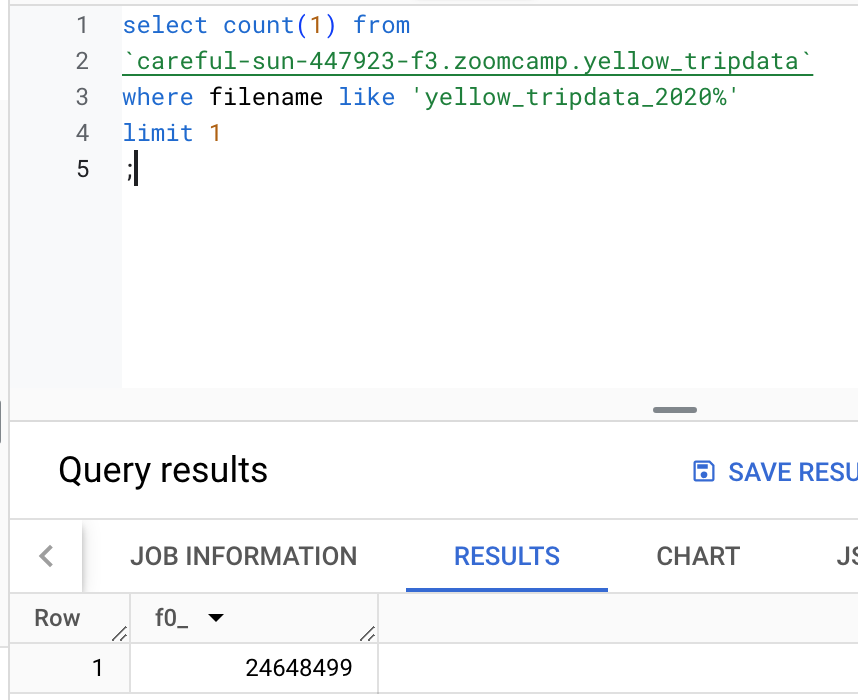 1 select count(1) from
2 `careful-sun-447923-f3.zoomcamp.yellow_tripdata`
3 where filename like 'yellow_tripdata_2020%'
4 limit 1
5 ;
Query results
SAVE RESU
JOB INFORMATION RESULTS CHART JS
Row f0_
1 24648499